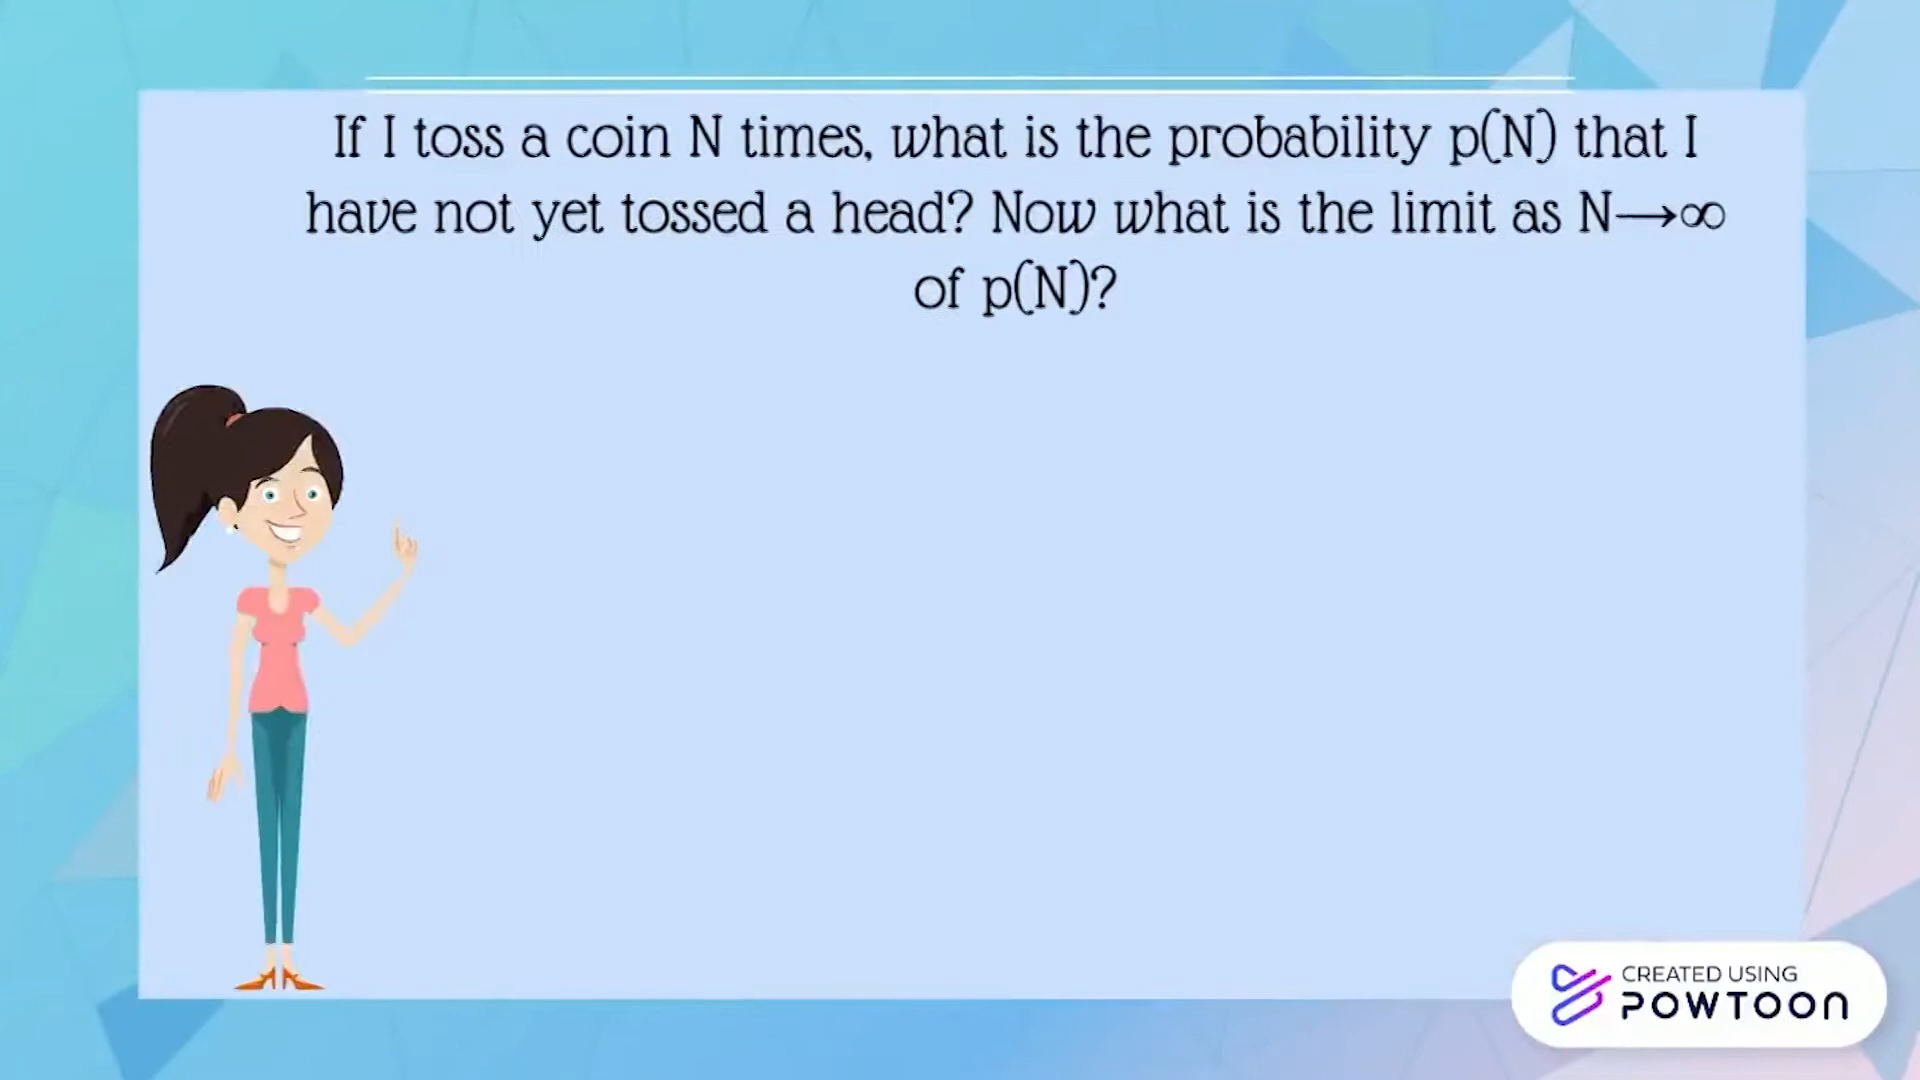 If I toss a coin N times, what is the probability p(N) that I
have not yet tossed a head? Now what is the limit as N→∞
of p(N)?
CREATED USING
POWTOON